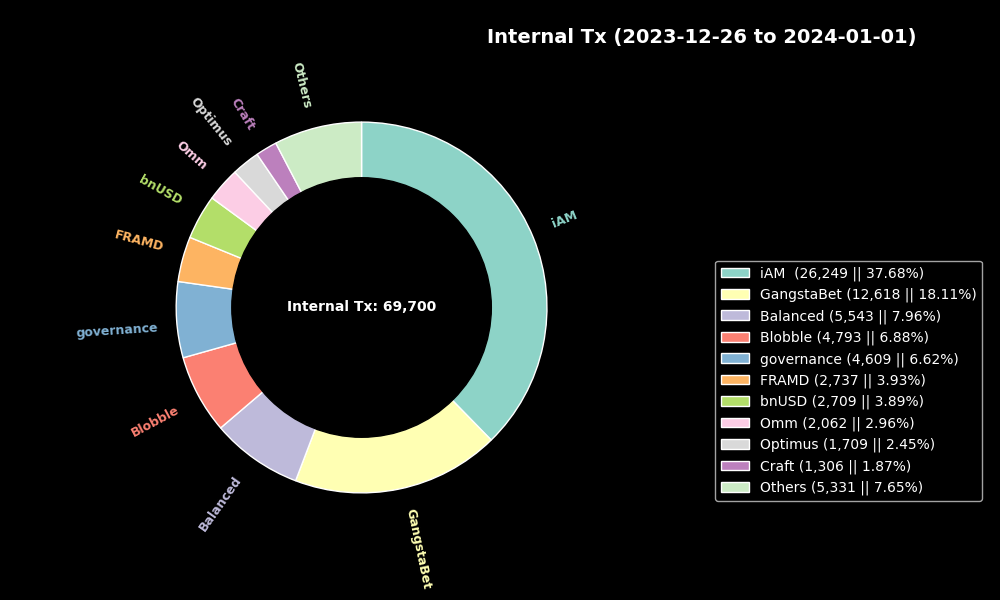 Internal Tx (2023-12-26 to 2024-01-01)
Others
Craft
Optimus
Omm
bnUSD
FRAMD
governance
Blobble
Balanced
GangstaBet
iAM
Internal Tx: 69,700
iAM  (26,249 || 37.68%)
GangstaBet (12,618 || 18.11%)
Balanced (5,543 || 7.96%)
Blobble (4,793 || 6.88%)
governance (4,609 || 6.62%)
FRAMD (2,737 || 3.93%)
bnUSD (2,709 || 3.89%)
Omm (2,062 || 2.96%)
Optimus (1,709 || 2.45%)
Craft (1,306 || 1.87%)
Others (5,331 || 7.65%)